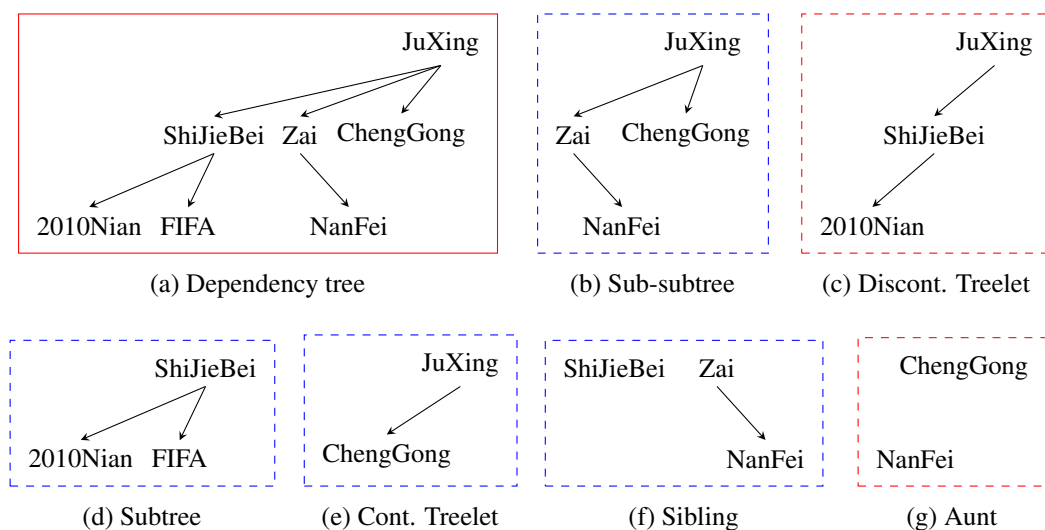 JuXing
ShiJieBei Zai ChengGong
2010Nian FIFA NanFei
(a) Dependency tree
JuXing
Zai ChengGong
NanFei
(b) Sub-subtree
JuXing
ShiJieBei
2010Nian
(c) Discont. Treelet
ShiJieBei
2010Nian FIFA
(d) Subtree
JuXing
ChengGong
(e) Cont. Treelet
ShiJieBei Zai
NanFei
(f) Sibling
ChengGong
NanFei
(g) Aunt